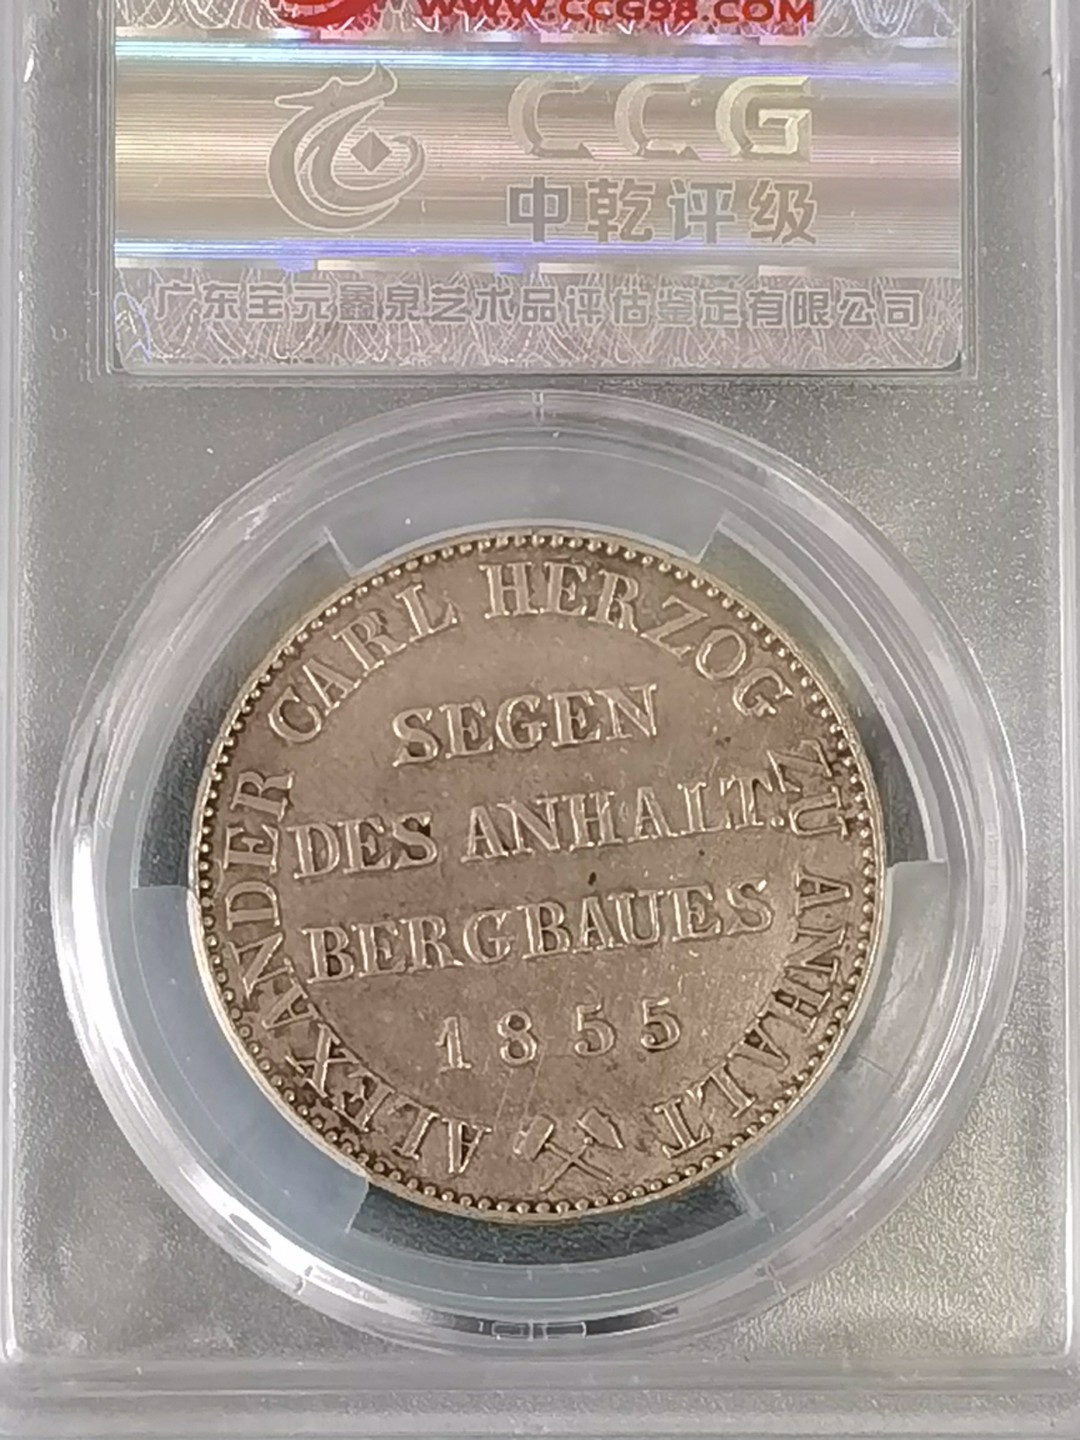 WWW.CCG98.COM
CCG
中乾评级
广东宝元鑫泉艺术品评估鉴定有限公司
ALEXANDER CARL HERZOG ZU ANHALT
SEGEN
DES ANHALT.
BERGBAUES
1855